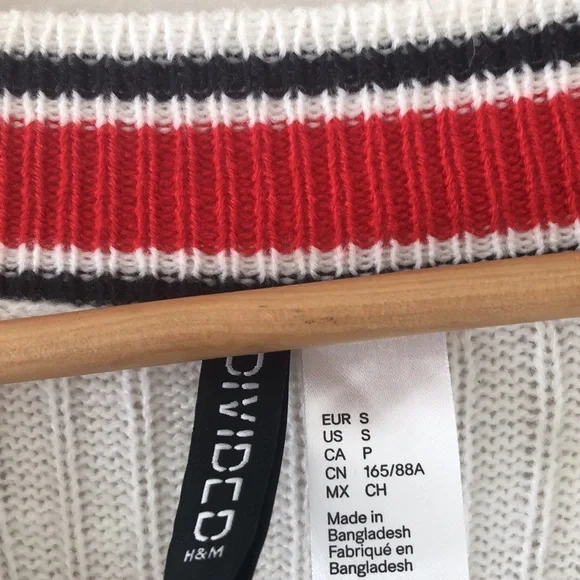 DIVIDED
H&M
EUR S
US S
CA P
CN 165/88A
MX CH
Made in
Bangladesh
Fabriqué en
Bangladesh